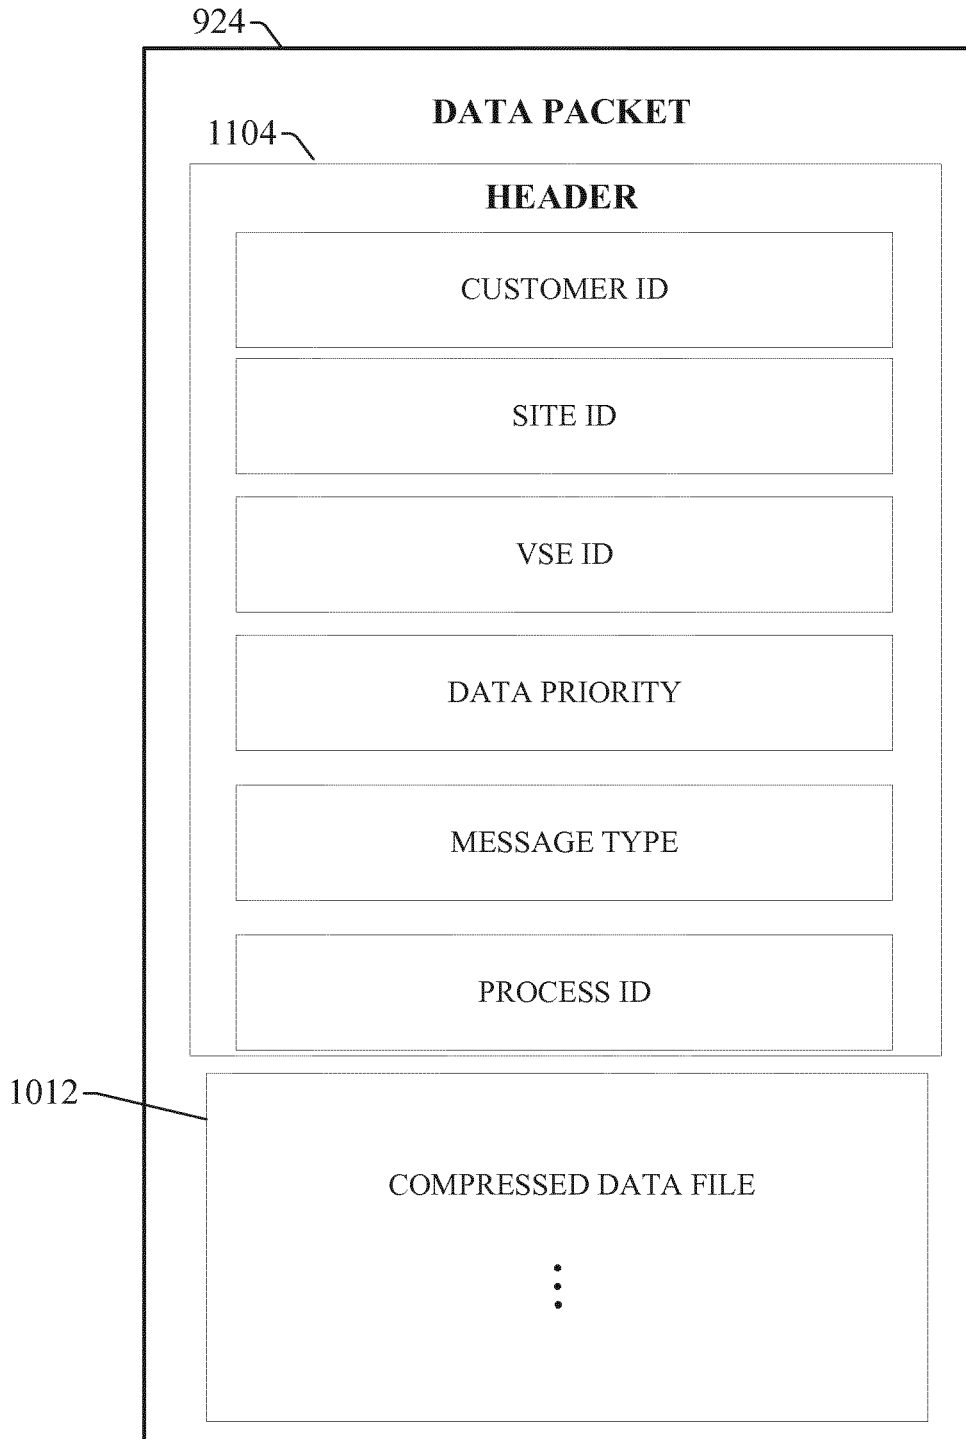 924
DATA PACKET
1104
HEADER
CUSTOMER ID
SITE ID
VSE ID
DATA PRIORITY
MESSAGE TYPE
PROCESS ID
1012
COMPRESSED DATA FILE